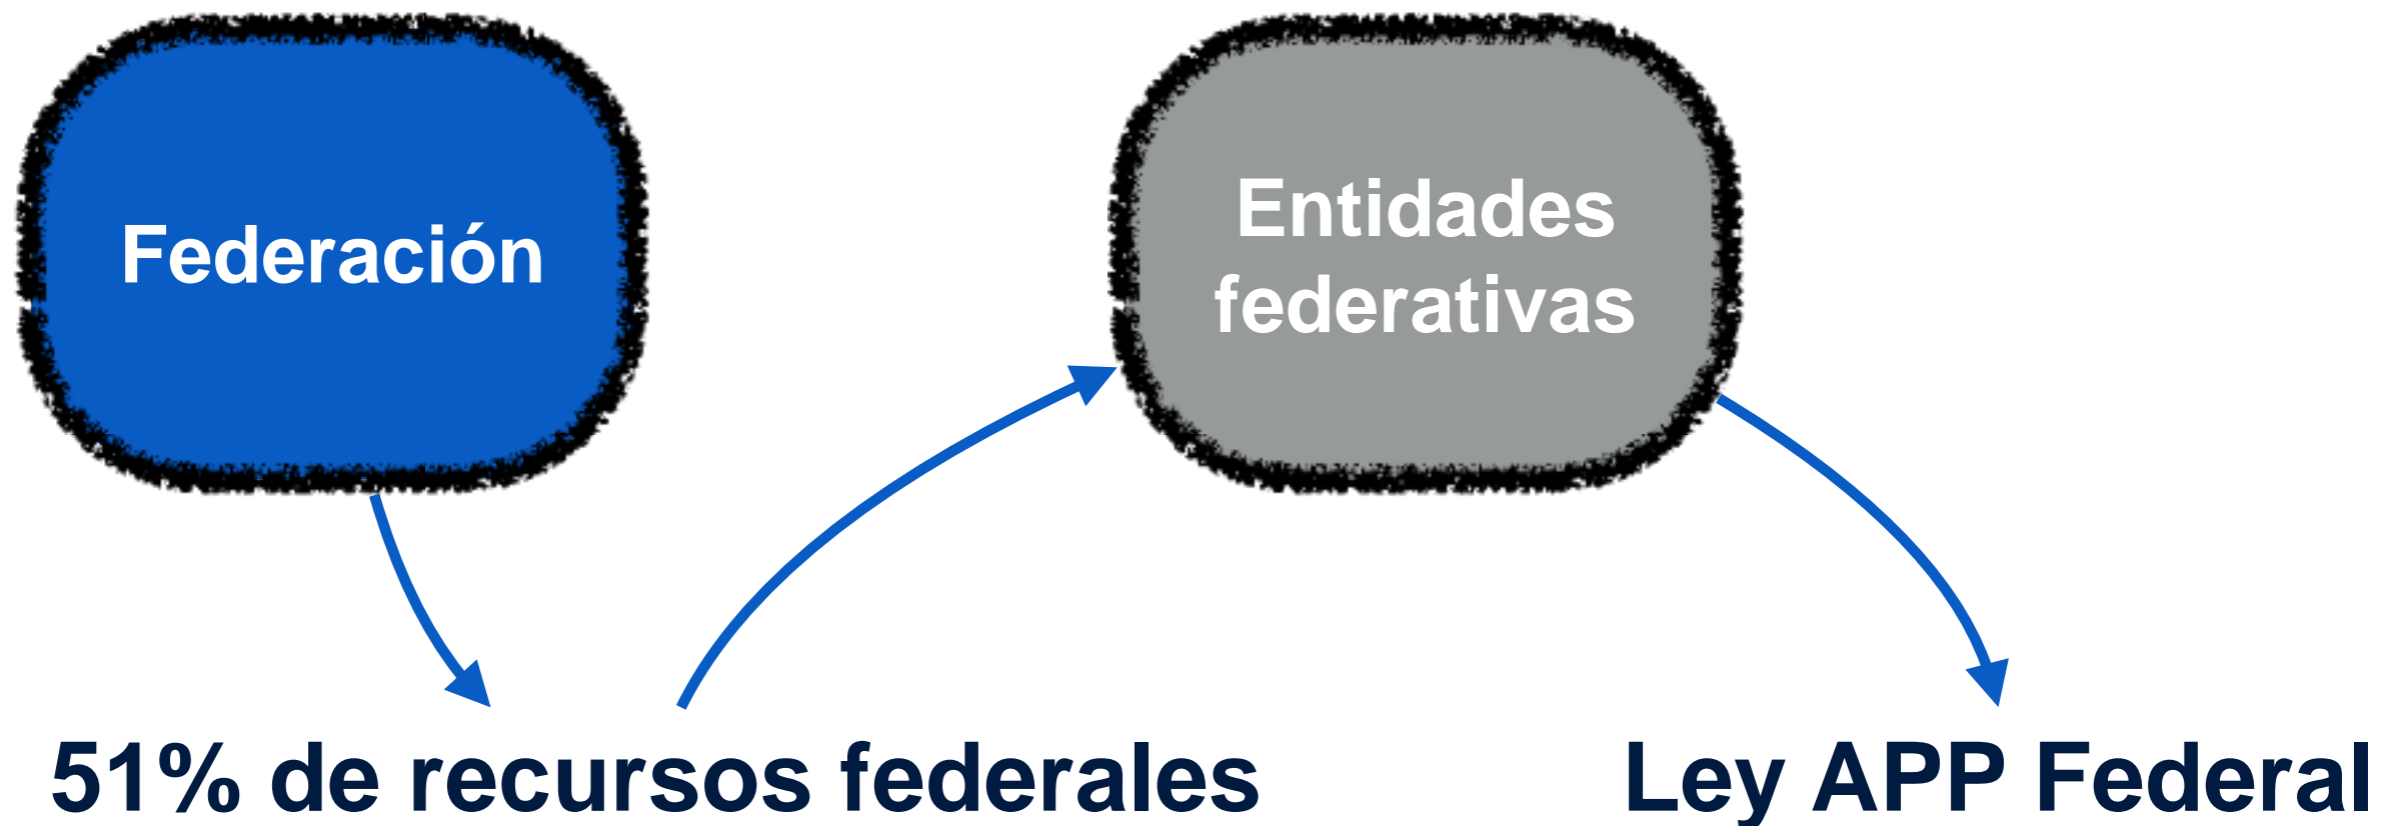 Federación
Entidades
federativas
51% de recursos federales
Ley APP Federal